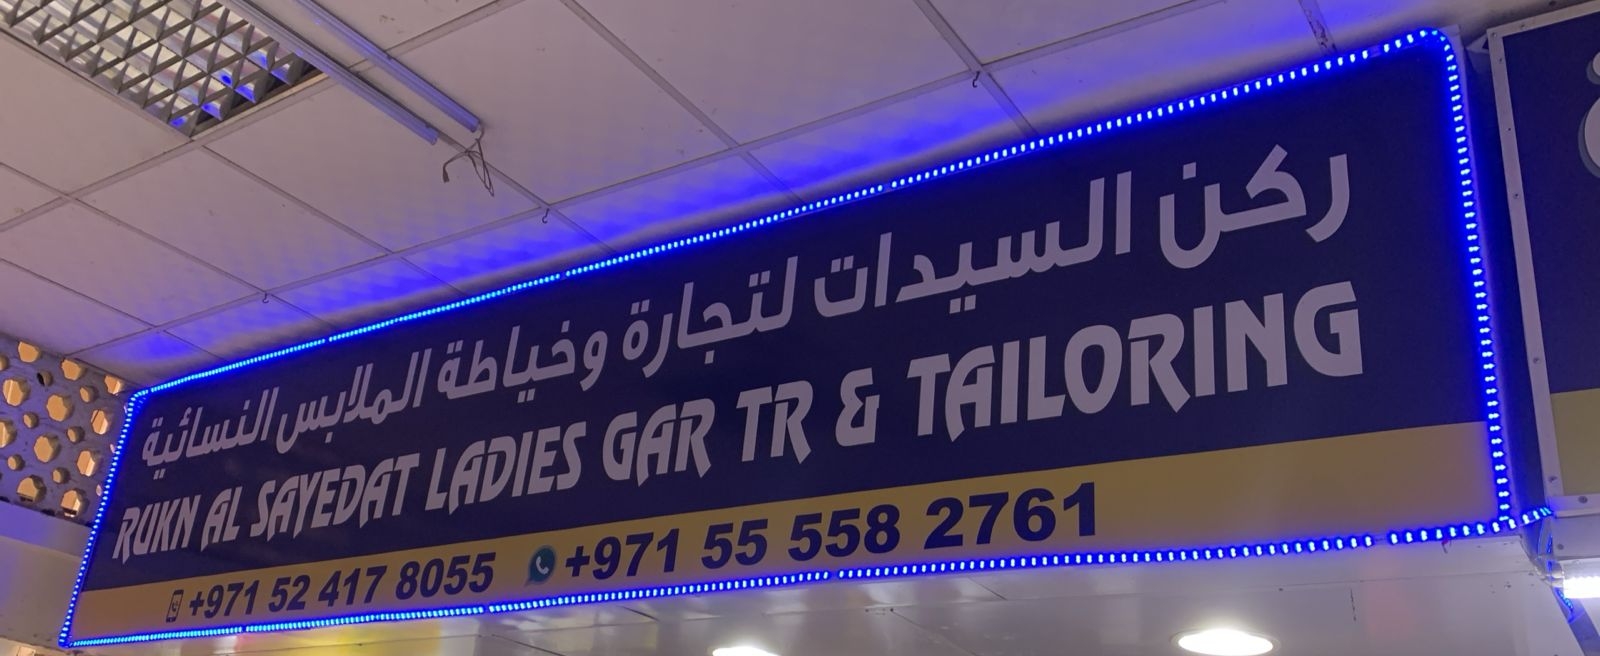 ركن السيدات لتجارة وخياطة الملابس النسائية
RUKN AL SAYEDAT LADIES GAR TR & TAILORING
+971 52 417 8055 +971 55 558 2761